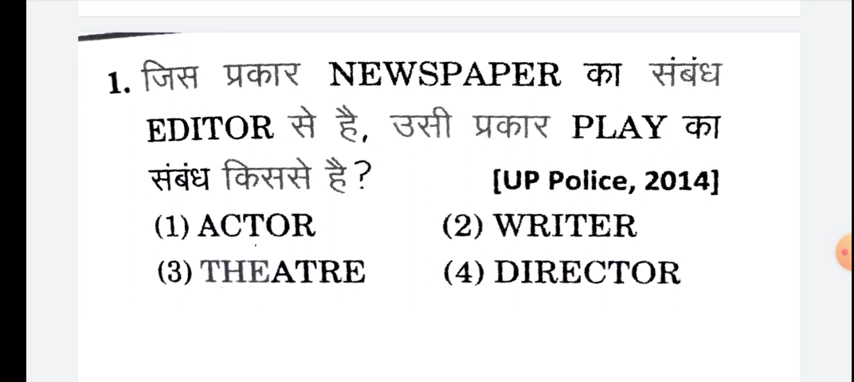 1. जिस प्रकार NEWSPAPER का संबंध
EDITOR से है, उसी प्रकार PLAY का
संबंध किससे है? [UP Police, 2014]
(1) ACTOR (2) WRITER
(3) THEATRE (4) DIRECTOR